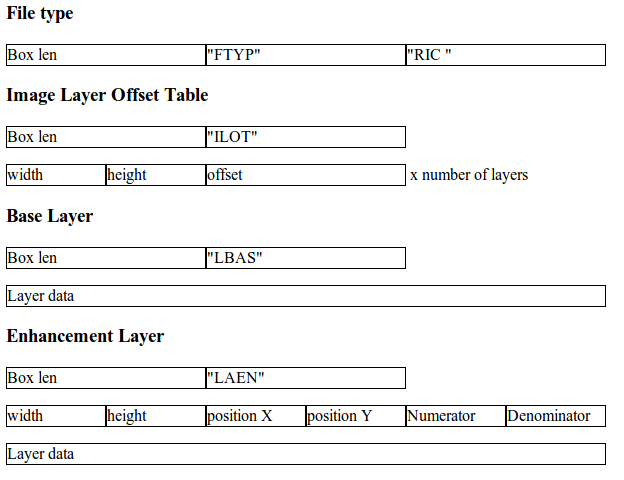 File type
Box len "FTYP" "RIC "
Image Layer Offset Table
Box len "ILOT"
width height offset x number of layers
Base Layer
Box len "LBAS"
Layer data
Enhancement Layer
Box len "LAEN"
width height position X position Y Numerator Denominator
Layer data